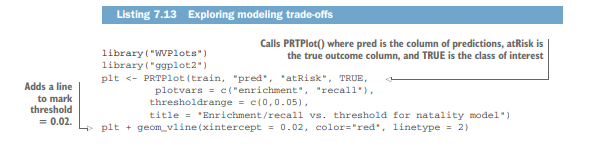 Listing 7.13 Exploring modeling trade-offs
Calls PRTPlot() where pred is the column of predictions, atRisk is
the true outcome column, and TRUE is the class of interest
library("WVPlots")
library("ggplot2")
plt <- PRTPlot(train, "pred", "atRisk", TRUE,
plotvars = c("enrichment", "recall"),
thresholdrange = c(0,0.05),
title = "Enrichment/recall vs. threshold for natality model")
plt + geom_vline(xintercept = 0.02, color="red", linetype = 2)
Adds a line
to mark
threshold
= 0.02.